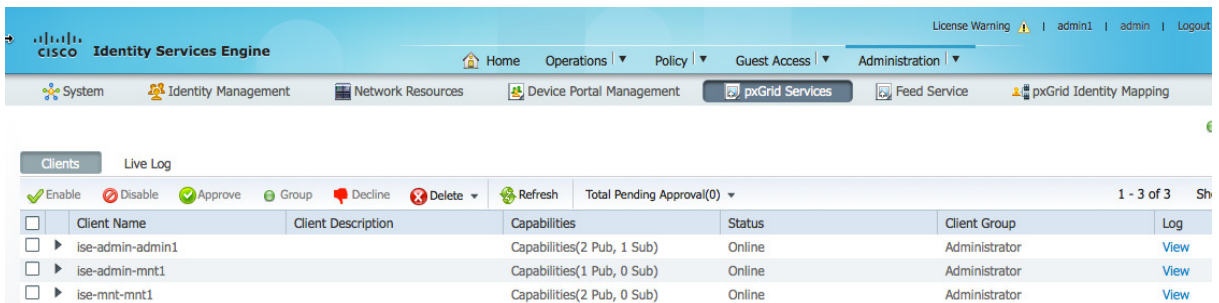 License Warning | admin1 | admin | Logout
CISCO Identity Services Engine
Home Operations | Policy | Guest Access | Administration |
System Identity Management Network Resources Device Portal Management pxGrid Services Feed Service pxGrid Identity Mapping
Clients Live Log
Enable Disable Approve Group Decline Delete Refresh Total Pending Approval(0) 1 - 3 of 3
Client Name Client Description Capabilities Status Client Group Log
ise-admin-admin1 Capabilities(2 Pub, 1 Sub) Online Administrator View
ise-admin-mnt1 Capabilities(1 Pub, 0 Sub) Online Administrator View
ise-mnt-mnt1 Capabilities(2 Pub, 0 Sub) Online Administrator View